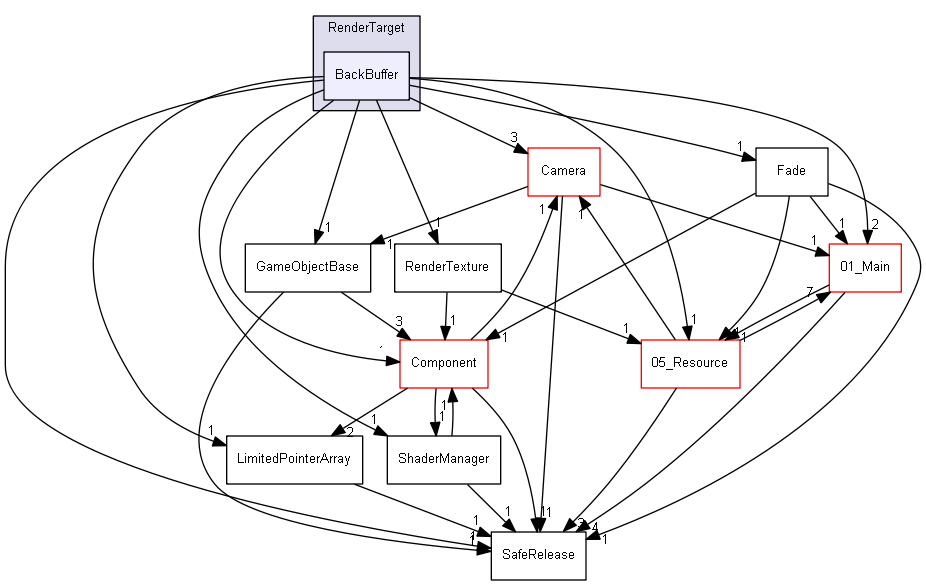 RenderTarget
BackBuffer
3
1
Camera
Fade
1
1
1
1
1
2
1
GameObjectBase
RenderTexture
01_Main
7
3
1
1
1
1
1
1
Component
05_Resource
1
1
2
1
1
LimitedPointerArray
ShaderManager
1
1
1
1
3
4
1
SafeRelease